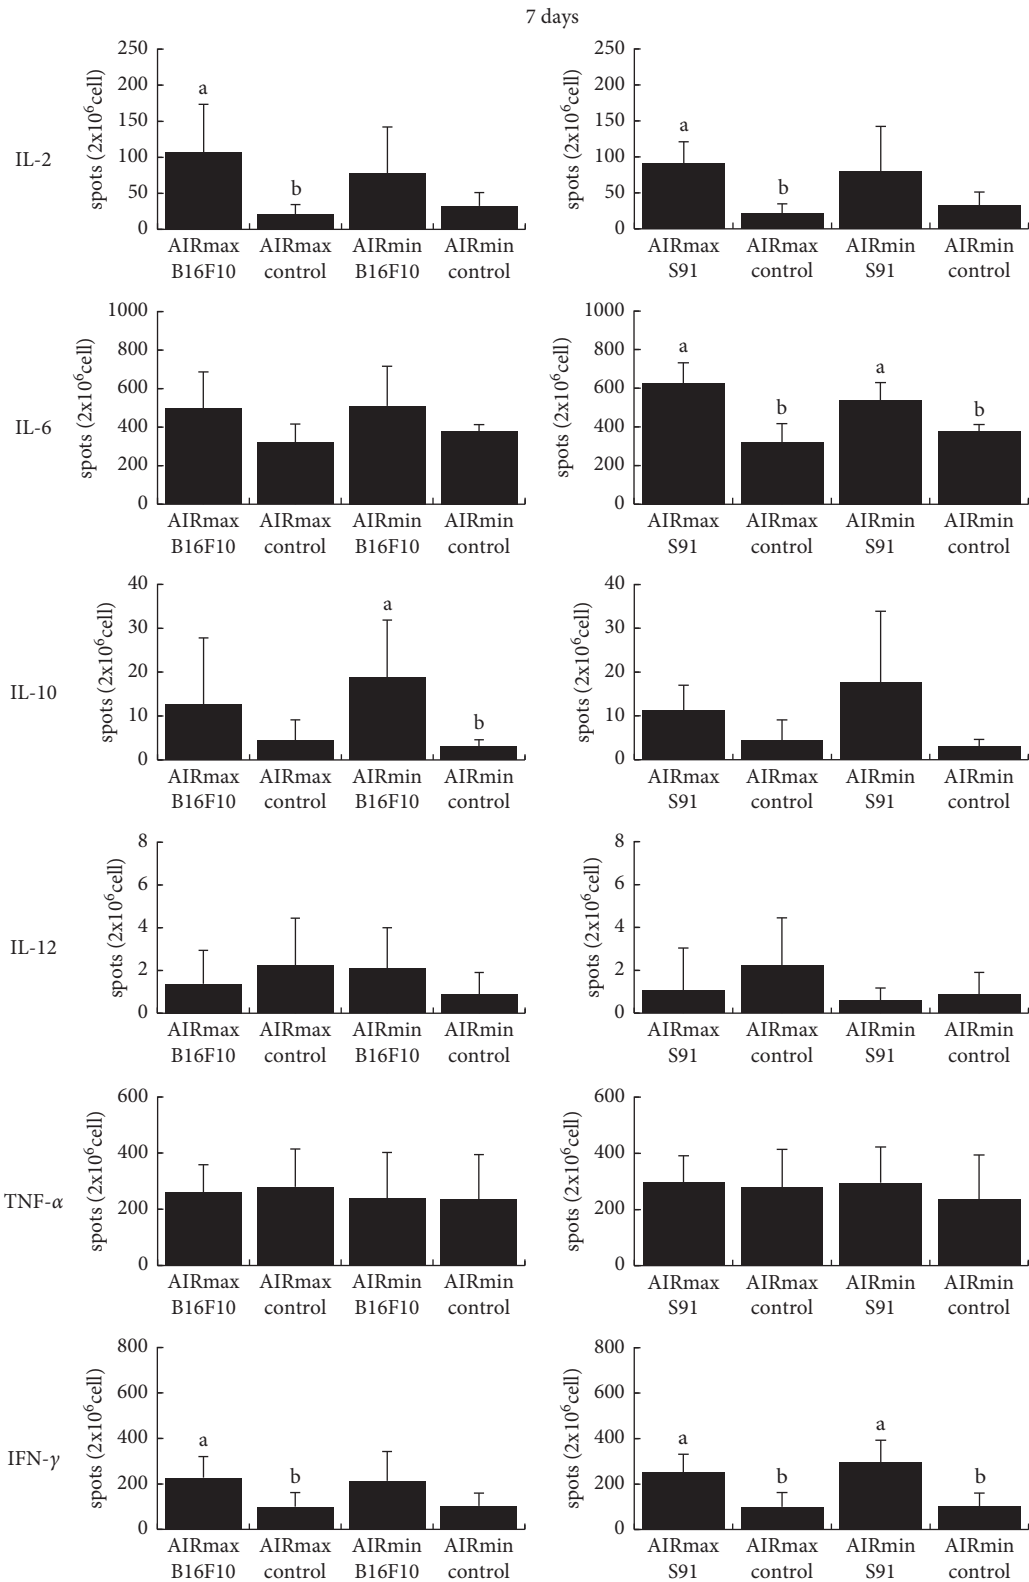 7 days
IL-2
spots (2x10⁶cell)
250
200
150
100
50
0
a
b
AIRmax AIRmax AIRmin AIRmin
B16F10 control B16F10 control
spots (2x10⁶cell)
250
200
150
100
50
0
a
b
AIRmax AIRmax AIRmin AIRmin
S91 control S91 control
IL-6
spots (2x10⁶cell)
1000
800
600
400
200
0
AIRmax AIRmax AIRmin AIRmin
B16F10 control B16F10 control
spots (2x10⁶cell)
1000
800
600
400
200
0
a
b
a
b
AIRmax AIRmax AIRmin AIRmin
S91 control S91 control
IL-10
spots (2x10⁶cell)
40
30
20
10
0
a
b
AIRmax AIRmax AIRmin AIRmin
B16F10 control B16F10 control
spots (2x10⁶cell)
40
30
20
10
0
AIRmax AIRmax AIRmin AIRmin
S91 control S91 control
IL-12
spots (2x10⁶cell)
8
6
4
2
0
AIRmax AIRmax AIRmin AIRmin
B16F10 control B16F10 control
spots (2x10⁶cell)
8
6
4
2
0
AIRmax AIRmax AIRmin AIRmin
S91 control S91 control
TNF-α
spots (2x10⁶cell)
600
400
200
0
AIRmax AIRmax AIRmin AIRmin
B16F10 control B16F10 control
spots (2x10⁶cell)
600
400
200
0
AIRmax AIRmax AIRmin AIRmin
S91 control S91 control
IFN-γ
spots (2x10⁶cell)
800
600
400
200
0
a
b
AIRmax AIRmax AIRmin AIRmin
B16F10 control B16F10 control
spots (2x10⁶cell)
800
600
400
200
0
a
b
a
b
AIRmax AIRmax AIRmin AIRmin
S91 control S91 control